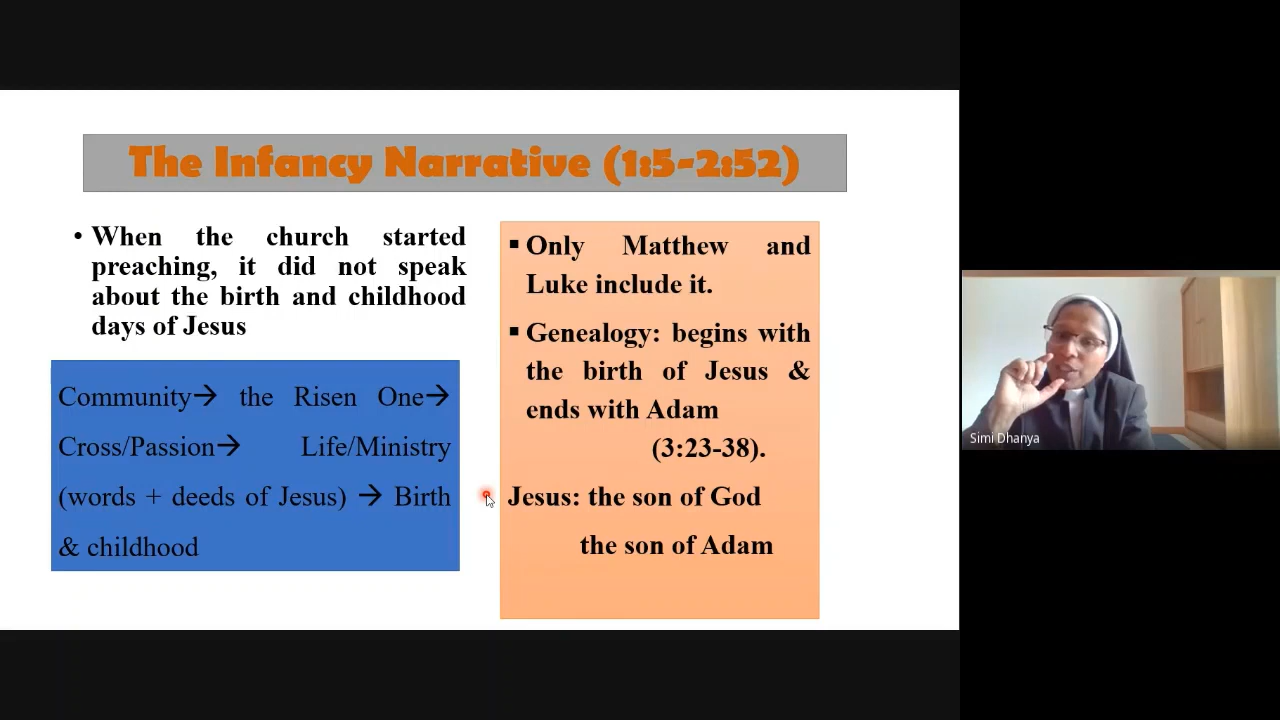 The Infancy Narrative (1:5-2:52)
• When the church started
preaching, it did not speak
about the birth and childhood
days of Jesus
Community→ the Risen One→
Cross/Passion→ Life/Ministry
(words + deeds of Jesus) → Birth
& childhood
▪ Only Matthew and
Luke include it.
▪ Genealogy: begins with
the birth of Jesus &
ends with Adam
(3:23-38).
Jesus: the son of God
the son of Adam
Simi Dhanya